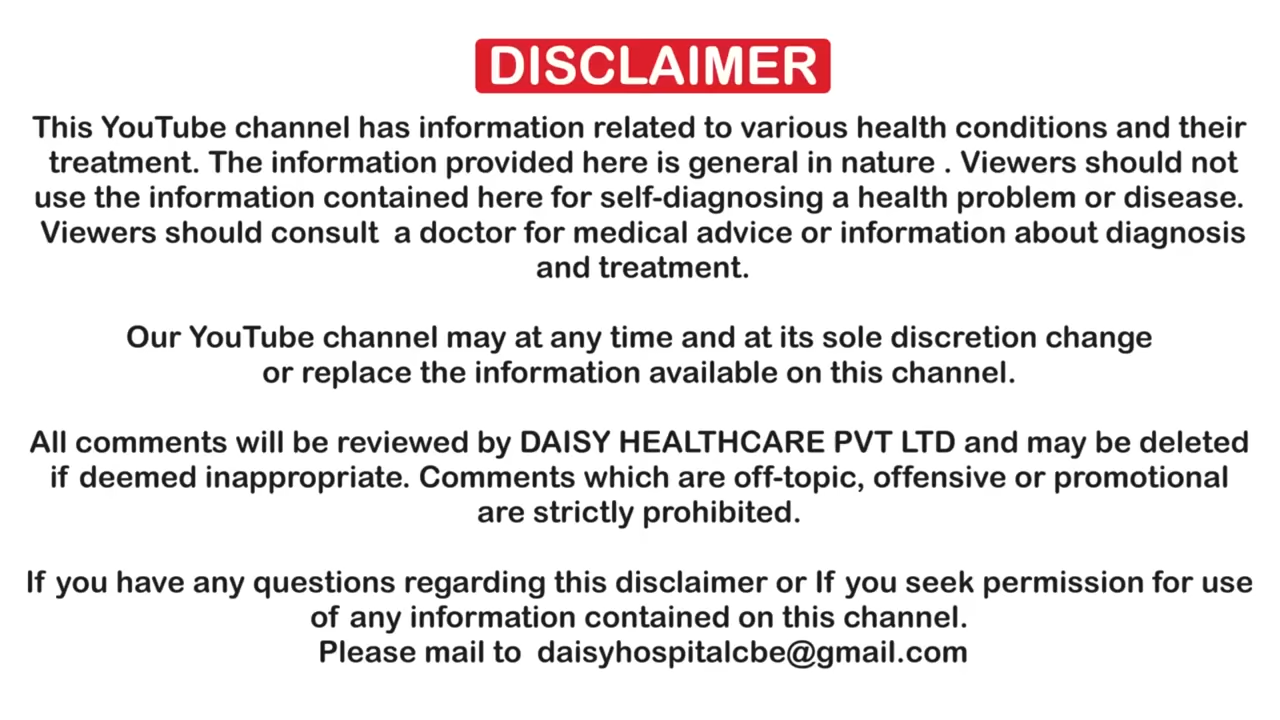 DISCLAIMER
This YouTube channel has information related to various health conditions and their
treatment. The information provided here is general in nature . Viewers should not
use the information contained here for self-diagnosing a health problem or disease.
Viewers should consult a doctor for medical advice or information about diagnosis
and treatment.
Our YouTube channel may at any time and at its sole discretion change
or replace the information available on this channel.
All comments will be reviewed by DAISY HEALTHCARE PVT LTD and may be deleted
if deemed inappropriate. Comments which are off-topic, offensive or promotional
are strictly prohibited.
If you have any questions regarding this disclaimer or If you seek permission for use
of any information contained on this channel.
Please mail to daisyhospitalcbe@gmail.com